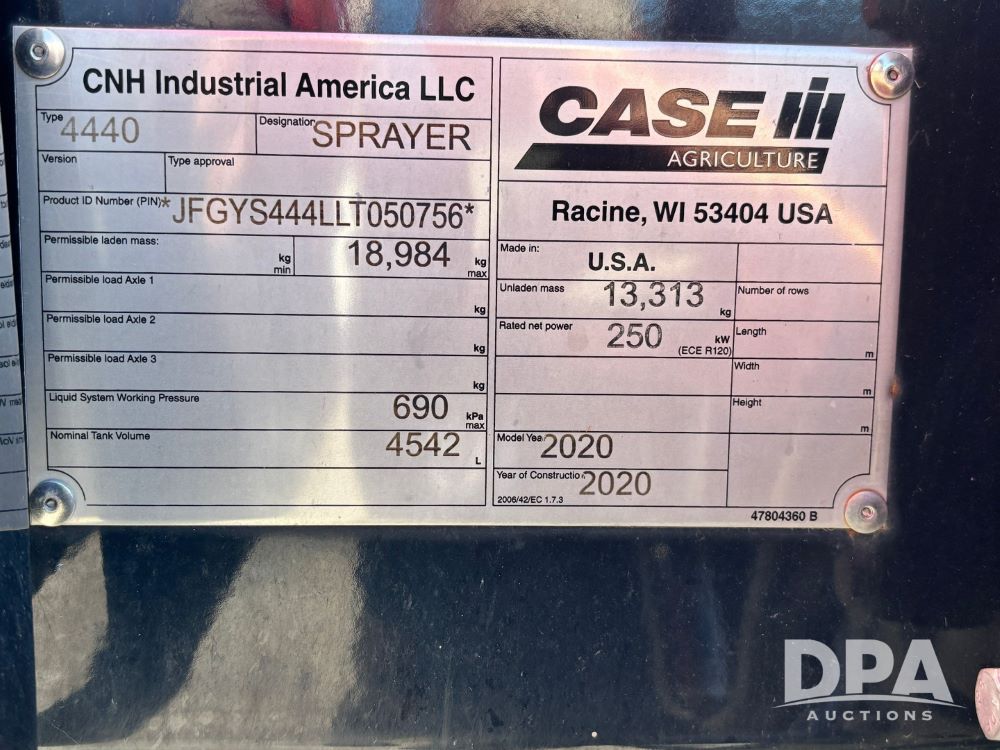 CNH Industrial America LLC
Type 4440
Designation SPRAYER
Version
Type approval
Product ID Number (PIN) *JFGYS444LLT050756*
Permissible laden mass:
kg min
18,984 kg max
Permissible load Axle 1
kg
Permissible load Axle 2
kg
Permissible load Axle 3
kg
Liquid System Working Pressure 690 kPa max
Nominal Tank Volume 4542 L
CASE IH
AGRICULTURE
Racine, WI 53404 USA
Made in: U.S.A.
Unladen mass 13,313 kg
Number of rows
Rated net power 250 kW (ECE R120)
Length
m
Width
m
Height
m
Model Year 2020
Year of Construction 2020
2006/42/EC 1.7.3
47804360 B
DPA
AUCTIONS